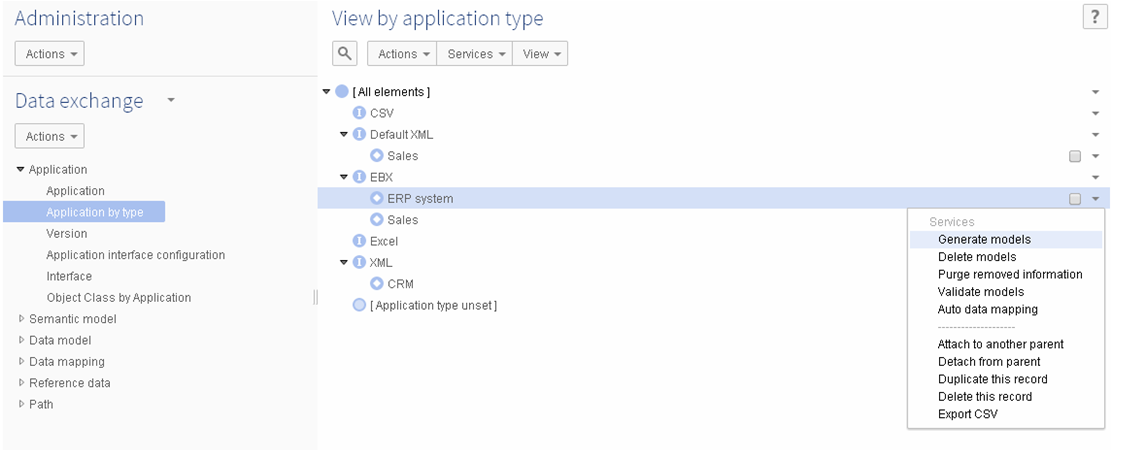 Administration
Actions
Data exchange
Actions
Application
Application
Application by type
Version
Application interface configuration
Interface
Object Class by Application
Semantic model
Data model
Data mapping
Reference data
Path
View by application type
?
Actions Services View
[ All elements ]
CSV
Default XML
Sales
EBX
ERP system
Sales
Excel
XML
CRM
[ Application type unset ]
Services
Generate models
Delete models
Purge removed information
Validate models
Auto data mapping
--------------------
Attach to another parent
Detach from parent
Duplicate this record
Delete this record
Export CSV